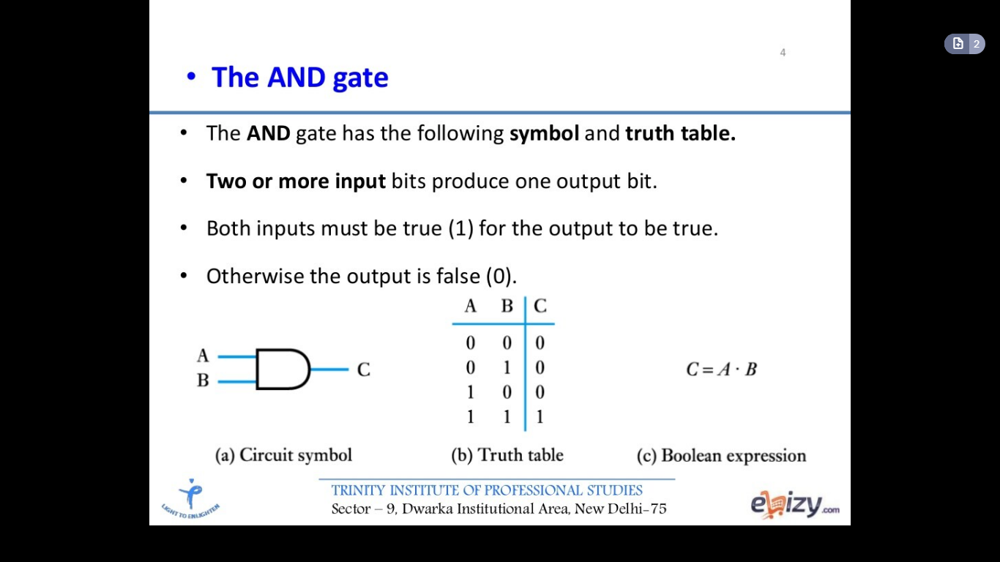 2
4
• The AND gate
• The AND gate has the following symbol and truth table.
• Two or more input bits produce one output bit.
• Both inputs must be true (1) for the output to be true.
• Otherwise the output is false (0).
A B C
0 0 0
0 1 0
1 0 0
1 1 1
A
B
C
C = A · B
(a) Circuit symbol
(b) Truth table
(c) Boolean expression
LIGHT TO ENLIGHTEN
TRINITY INSTITUTE OF PROFESSIONAL STUDIES
Sector – 9, Dwarka Institutional Area, New Delhi-75
.com